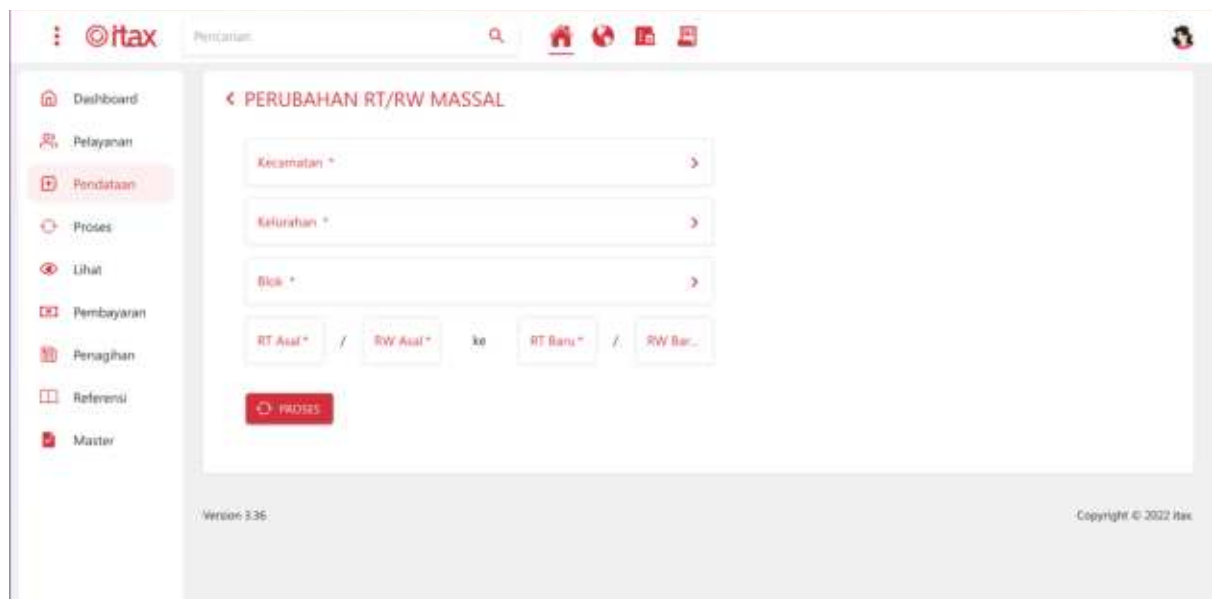 itax
Pencarian
Dashboard
Pelayanan
Pendataan
Proses
Lihat
Pembayaran
Penagihan
Referensi
Master
PERUBAHAN RT/RW MASSAL
Kecamatan *
Kelurahan *
Blok *
RT Asal * / RW Asal * ke RT Baru * / RW Bar...
PROSES
Version 3.36
Copyright © 2022 itax